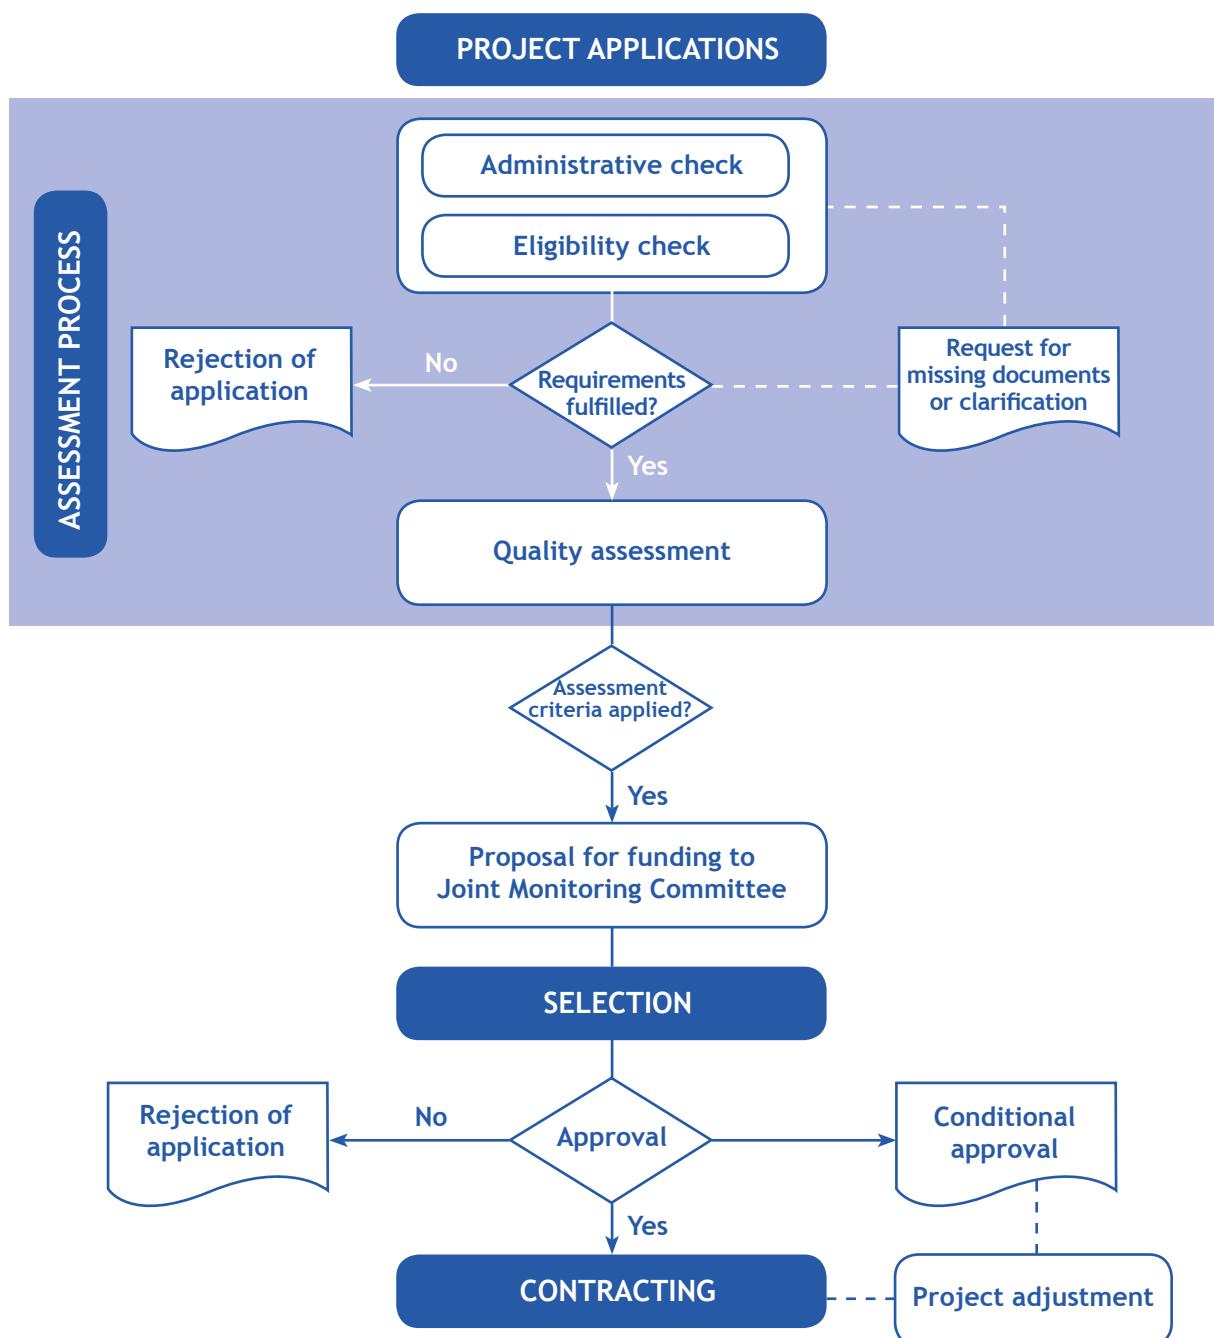 PROJECT APPLICATIONS
ASSESSMENT PROCESS
Administrative check
Eligibility check
Rejection of
application
No
Requirements
fulfilled?
Request for
missing documents
or clarification
Yes
Quality assessment
Assessment
criteria applied?
Yes
Proposal for funding to
Joint Monitoring Committee
SELECTION
Rejection of
application
No
Approval
Conditional
approval
Yes
CONTRACTING
Project adjustment